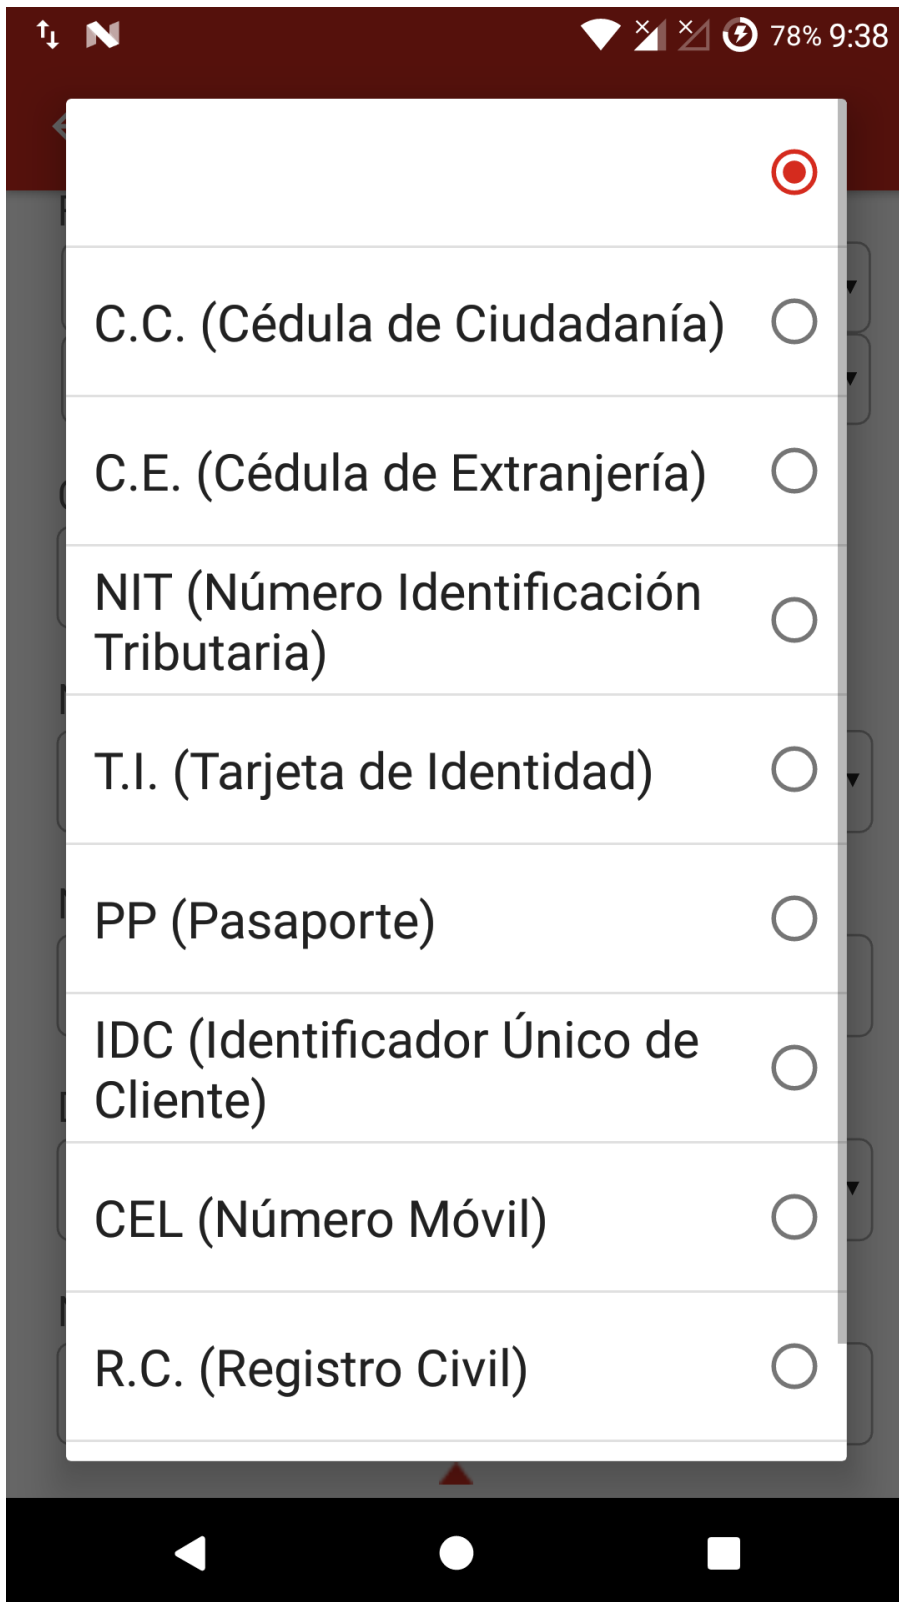 78% 9:38
C.C. (Cédula de Ciudadanía)
C.E. (Cédula de Extranjería)
NIT (Número Identificación
Tributaria)
T.I. (Tarjeta de Identidad)
PP (Pasaporte)
IDC (Identificador Único de
Cliente)
CEL (Número Móvil)
R.C. (Registro Civil)